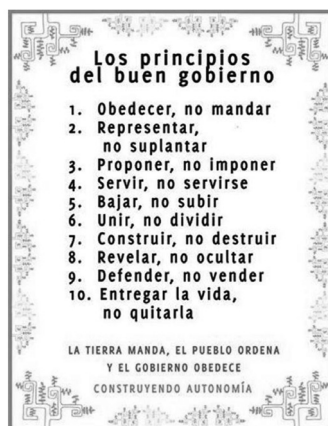 Los principios
del buen gobierno
1. Obedecer, no mandar
2. Representar,
no suplantar
3. Proponer, no imponer
4. Servir, no servirse
5. Bajar, no subir
6. Unir, no dividir
7. Construir, no destruir
8. Revelar, no ocultar
9. Defender, no vender
10. Entregar la vida,
no quitarla
LA TIERRA MANDA, EL PUEBLO ORDENA
Y EL GOBIERNO OBEDECE
CONSTRUYENDO AUTONOMÍA